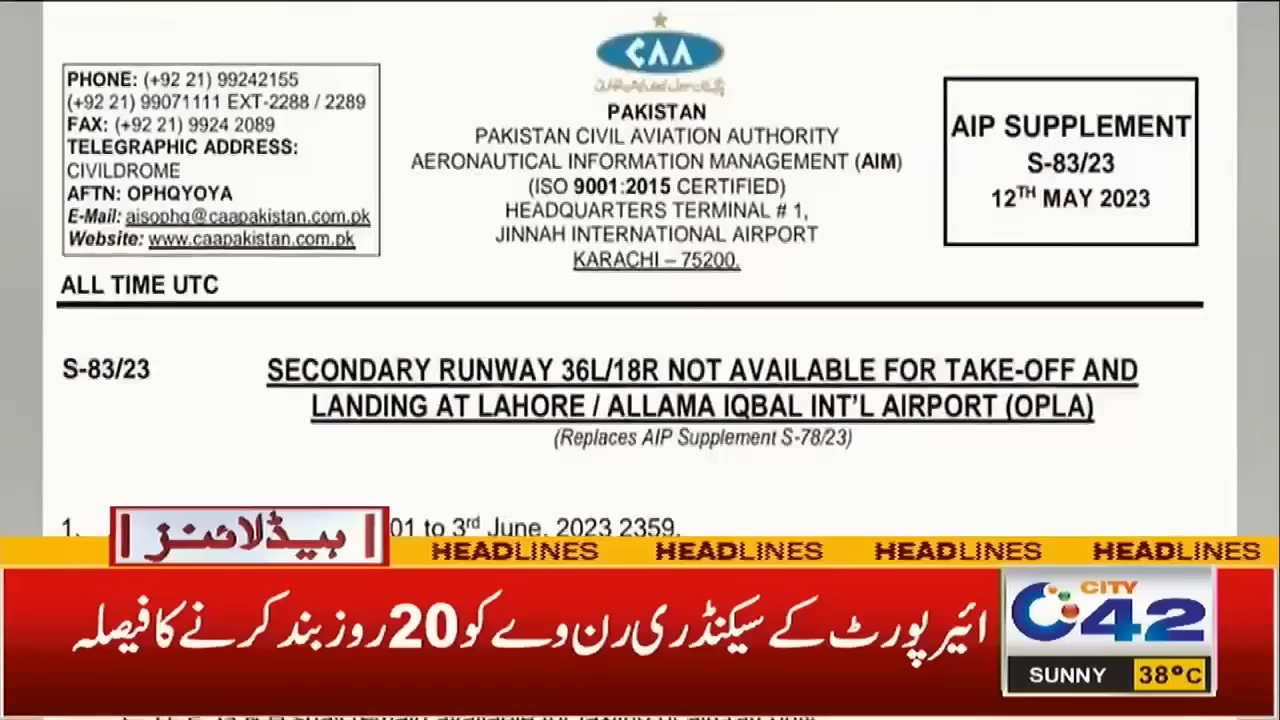 CAA
PHONE: (+92 21) 99242155
(+92 21) 99071111 EXT-2288 / 2289
FAX: (+92 21) 9924 2089
TELEGRAPHIC ADDRESS:
CIVILDROME
AFTN: OPHQYOYA
E-Mail: aisophq@caapakistan.com.pk
Website: www.caapakistan.com.pk
PAKISTAN
PAKISTAN CIVIL AVIATION AUTHORITY
AERONAUTICAL INFORMATION MANAGEMENT (AIM)
(ISO 9001:2015 CERTIFIED)
HEADQUARTERS TERMINAL # 1,
JINNAH INTERNATIONAL AIRPORT
KARACHI – 75200.
AIP SUPPLEMENT
S-83/23
12TH MAY 2023
ALL TIME UTC
S-83/23
SECONDARY RUNWAY 36L/18R NOT AVAILABLE FOR TAKE-OFF AND
LANDING AT LAHORE / ALLAMA IQBAL INT'L AIRPORT (OPLA)
(Replaces AIP Supplement S-78/23)
1. 01 to 3rd June, 2023 2359.
ہیڈلائنز
HEADLINES HEADLINES HEADLINES HEADLINES
ائیرپورٹ کے سیکنڈری رن وے کو 20 روز بند کرنے کا فیصلہ
CITY
42
SUNNY 38°C